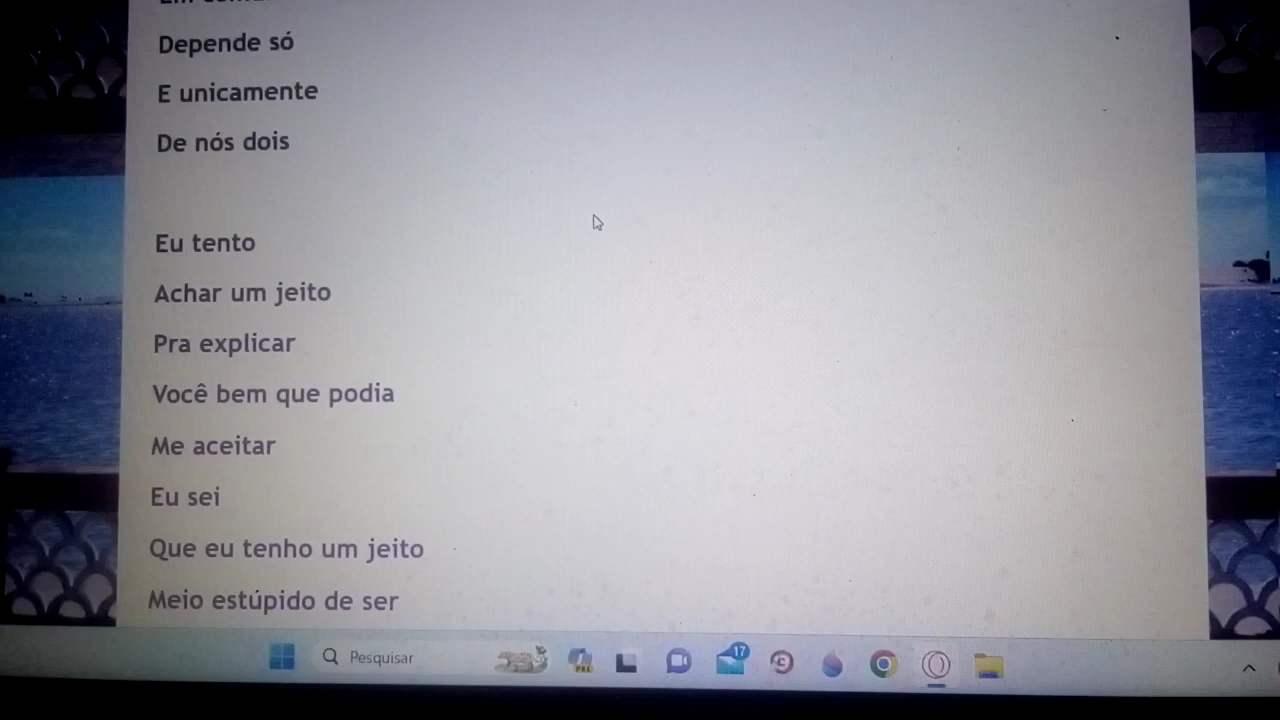 Depende só
E unicamente
De nós dois
Eu tento
Achar um jeito
Pra explicar
Você bem que podia
Me aceitar
Eu sei
Que eu tenho um jeito
Meio estúpido de ser
Pesquisar
PRE
17